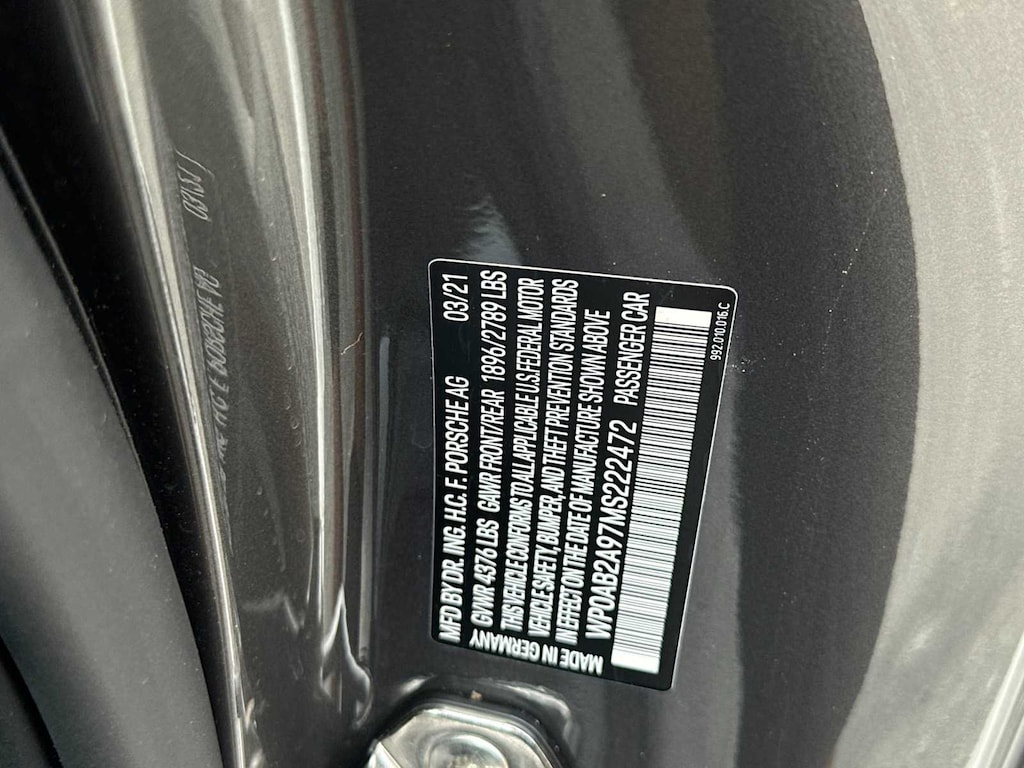 MFD BY DR. ING. H.C. F. PORSCHE AG 03/21
GVWR 4376 LBS GAWR FRONT/REAR 1896/2789 LBS
THIS VEHICLE CONFORMS TO ALL APPLICABLE U.S. FEDERAL MOTOR
VEHICLE SAFETY, BUMPER, AND THEFT PREVENTION STANDARDS
IN EFFECT ON THE DATE OF MANUFACTURE SHOWN ABOVE
WP0AB2A97MS222472 PASSENGER CAR
MADE IN GERMANY
992.010.016.C